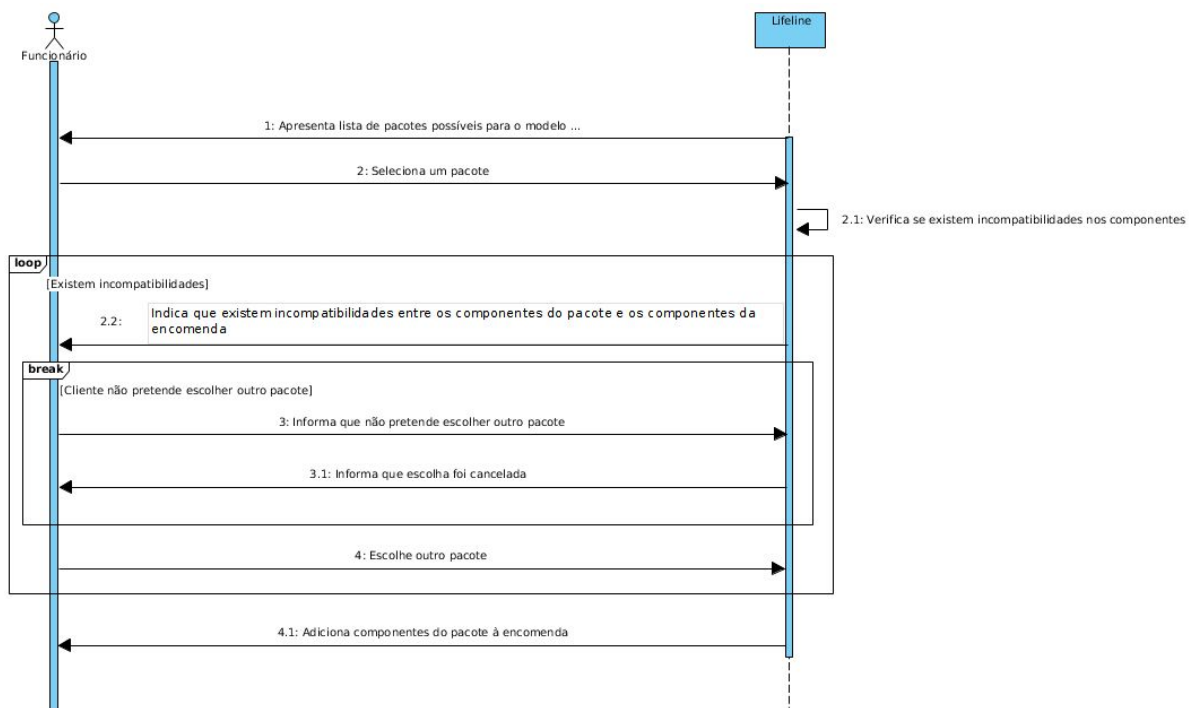 Funcionário
Lifeline
1: Apresenta lista de pacotes possíveis para o modelo ...
2: Seleciona um pacote
2.1: Verifica se existem incompatibilidades nos componentes
loop
[Existem incompatibilidades]
2.2:
Indica que existem incompatibilidades entre os componentes do pacote e os componentes da
encomenda
break
[Cliente não pretende escolher outro pacote]
3: Informa que não pretende escolher outro pacote
3.1: Informa que escolha foi cancelada
4: Escolhe outro pacote
4.1: Adiciona componentes do pacote à encomenda